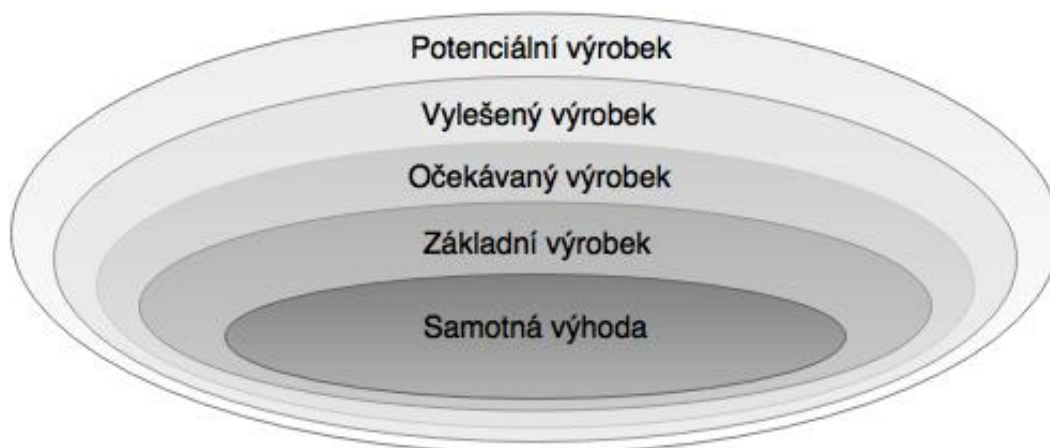 Potenciální výrobek
Vylešený výrobek
Očekávaný výrobek
Základní výrobek
Samotná výhoda